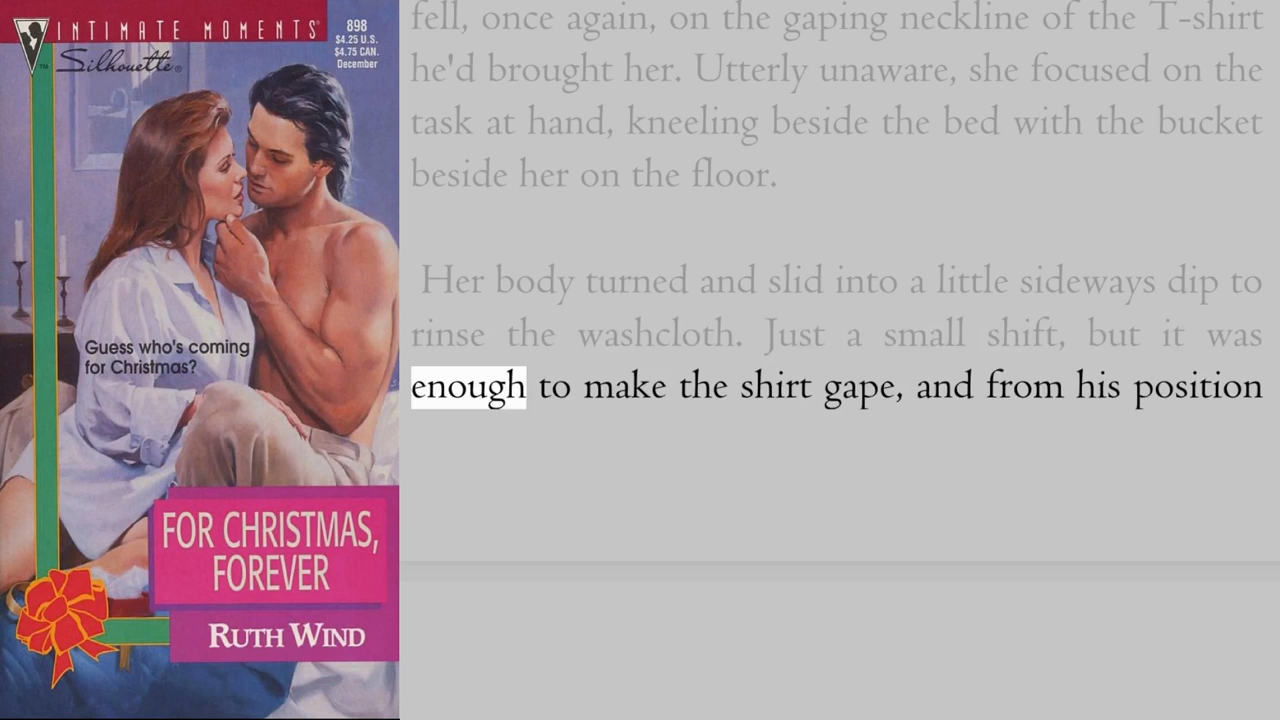 INTIMATE MOMENTS®
Silhouette®
TM
898
$4.25 U.S.
$4.75 CAN.
December
Guess who's coming
for Christmas?
FOR CHRISTMAS,
FOREVER
RUTH WIND
fell, once again, on the gaping neckline of the T-shirt
he'd brought her. Utterly unaware, she focused on the
task at hand, kneeling beside the bed with the bucket
beside her on the floor.
Her body turned and slid into a little sideways dip to
rinse the washcloth. Just a small shift, but it was
enough to make the shirt gape, and from his position